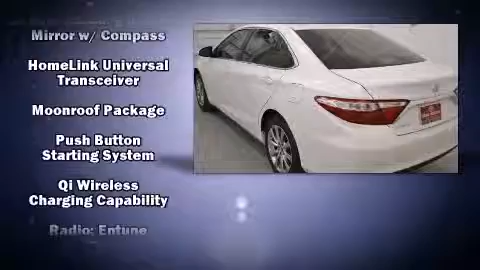 Mirror w/ Compass
HomeLink Universal
Transceiver
Moonroof Package
Push Button
Starting System
Qi Wireless
Charging Capability
Radio: Entune